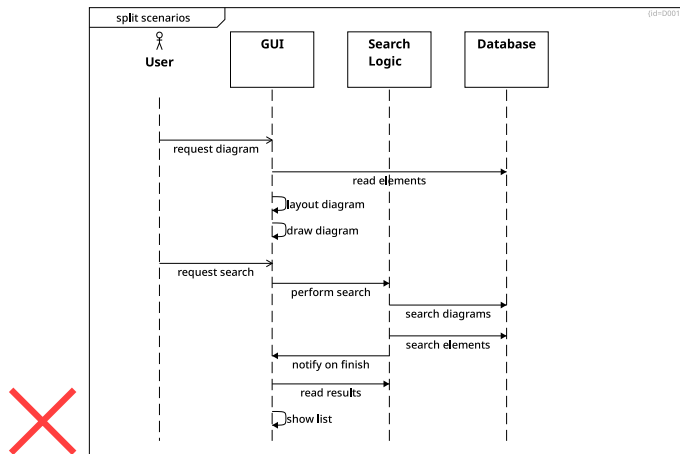 split scenarios
(id=D001
User
GUI
Search
Logic
Database
request diagram
read elements
layout diagram
draw diagram
request search
perform search
search diagrams
search elements
notify on finish
read results
show list